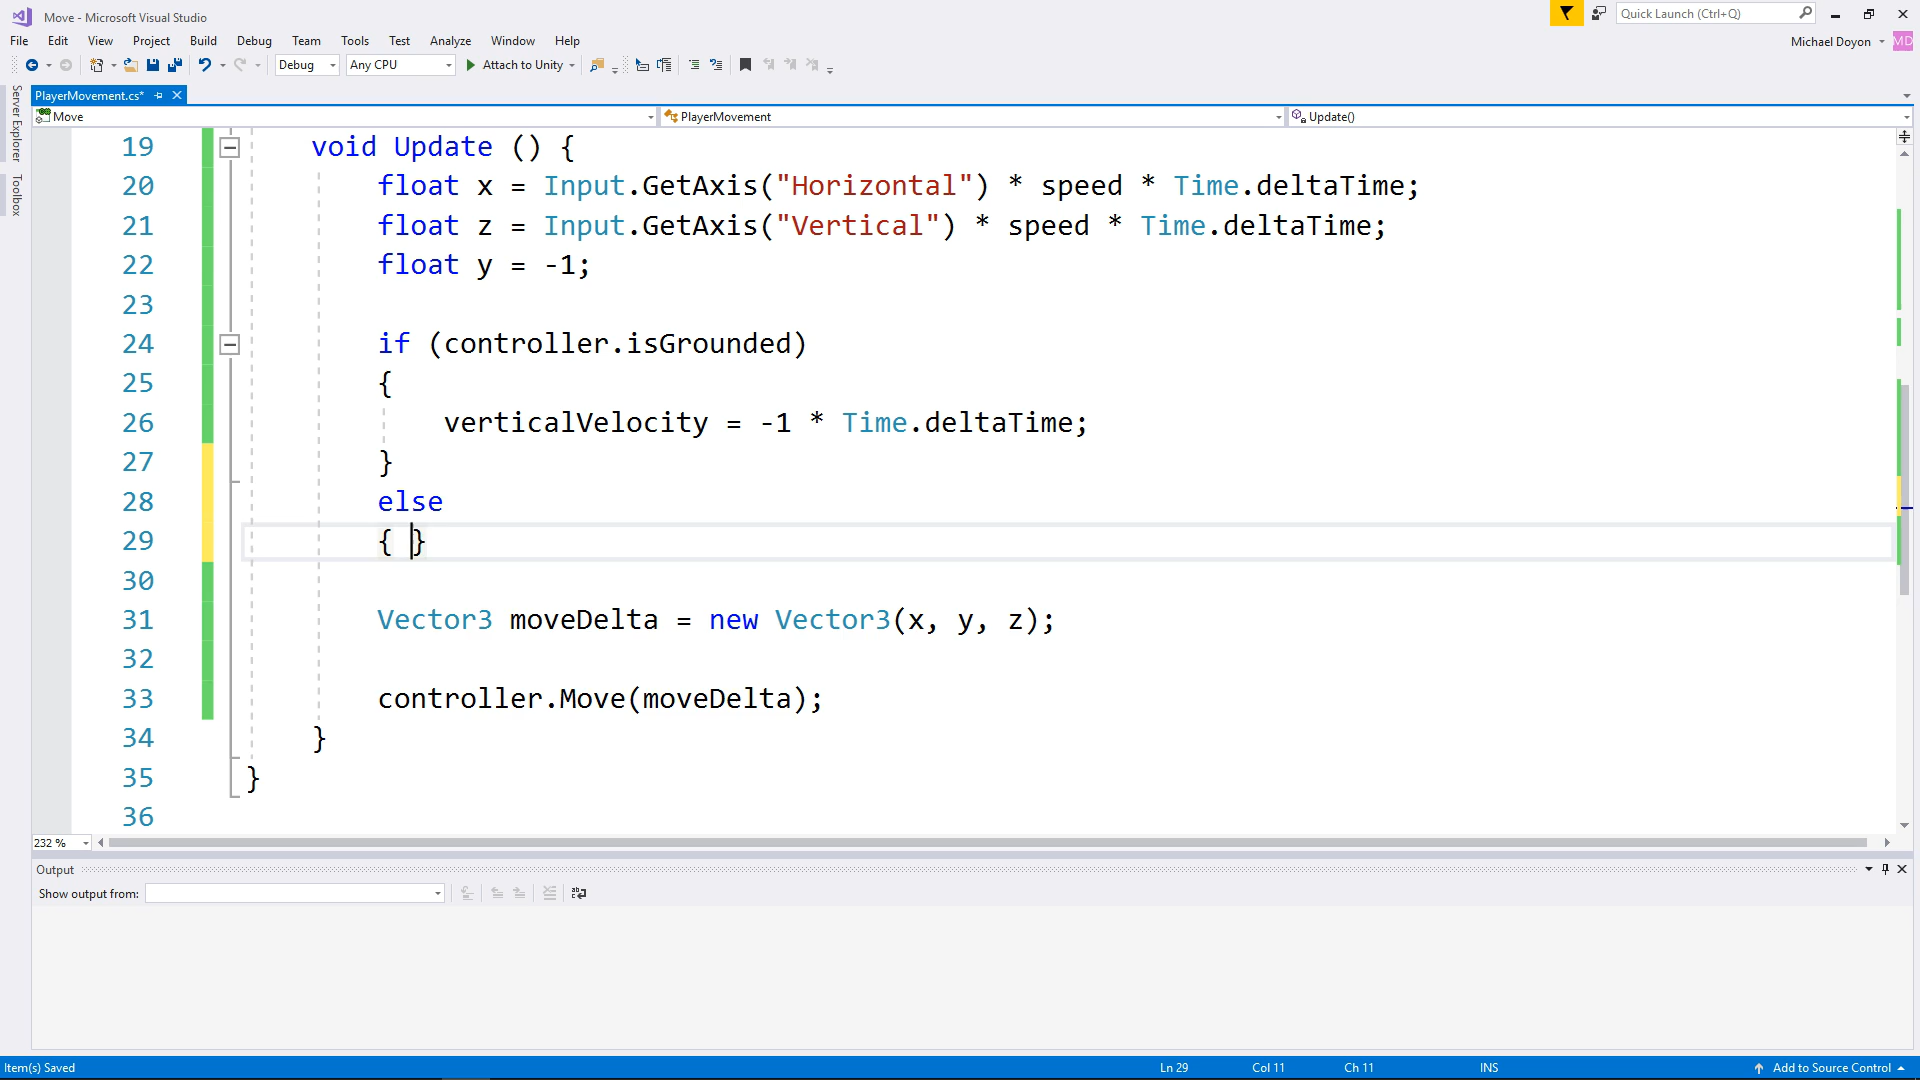 Move - Microsoft Visual Studio
Quick Launch (Ctrl+Q)
File Edit View Project Build Debug Team Tools Test Analyze Window Help
Michael Doyon MD
Debug Any CPU Attach to Unity
Server Explorer
Toolbox
PlayerMovement.cs*
Move PlayerMovement Update()
19 void Update () {
20 float x = Input.GetAxis("Horizontal") * speed * Time.deltaTime;
21 float z = Input.GetAxis("Vertical") * speed * Time.deltaTime;
22 float y = -1;
23
24 if (controller.isGrounded)
25 {
26 verticalVelocity = -1 * Time.deltaTime;
27 }
28 else
29 { }
30
31 Vector3 moveDelta = new Vector3(x, y, z);
32
33 controller.Move(moveDelta);
34 }
35 }
36
232 %
Output
Show output from:
Item(s) Saved Ln 29 Col 11 Ch 11 INS Add to Source Control